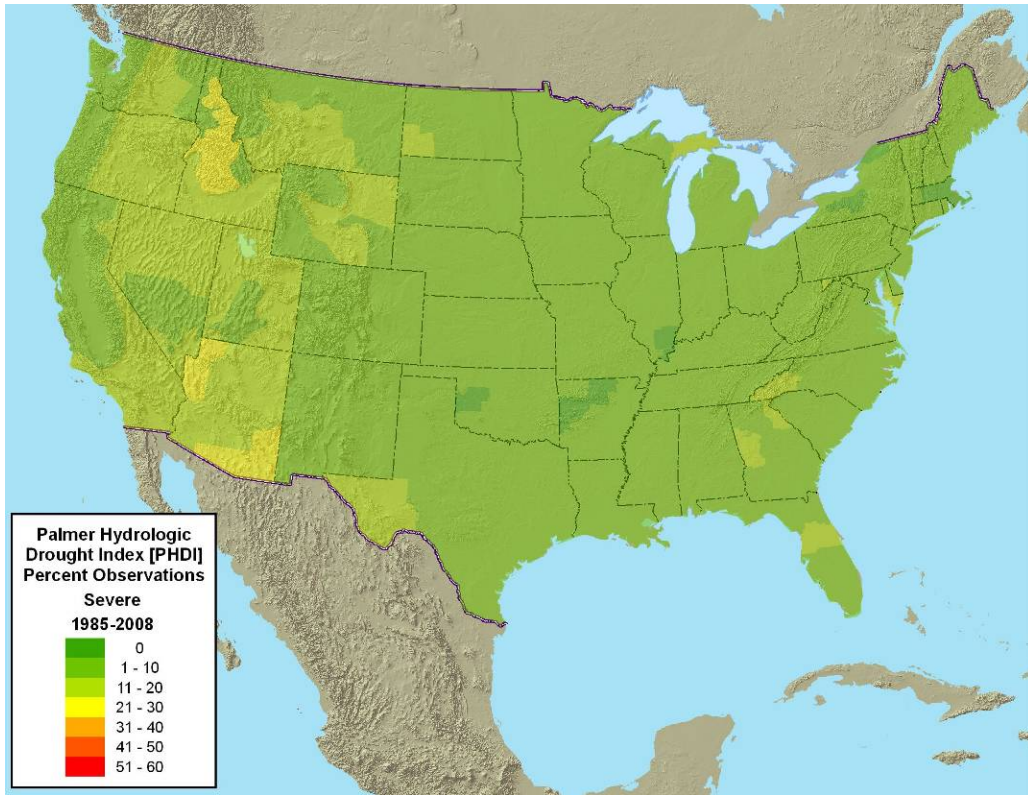 Palmer Hydrologic
Drought Index [PHDI]
Percent Observations
Severe
1985-2008
0
1 - 10
11 - 20
21 - 30
31 - 40
41 - 50
51 - 60